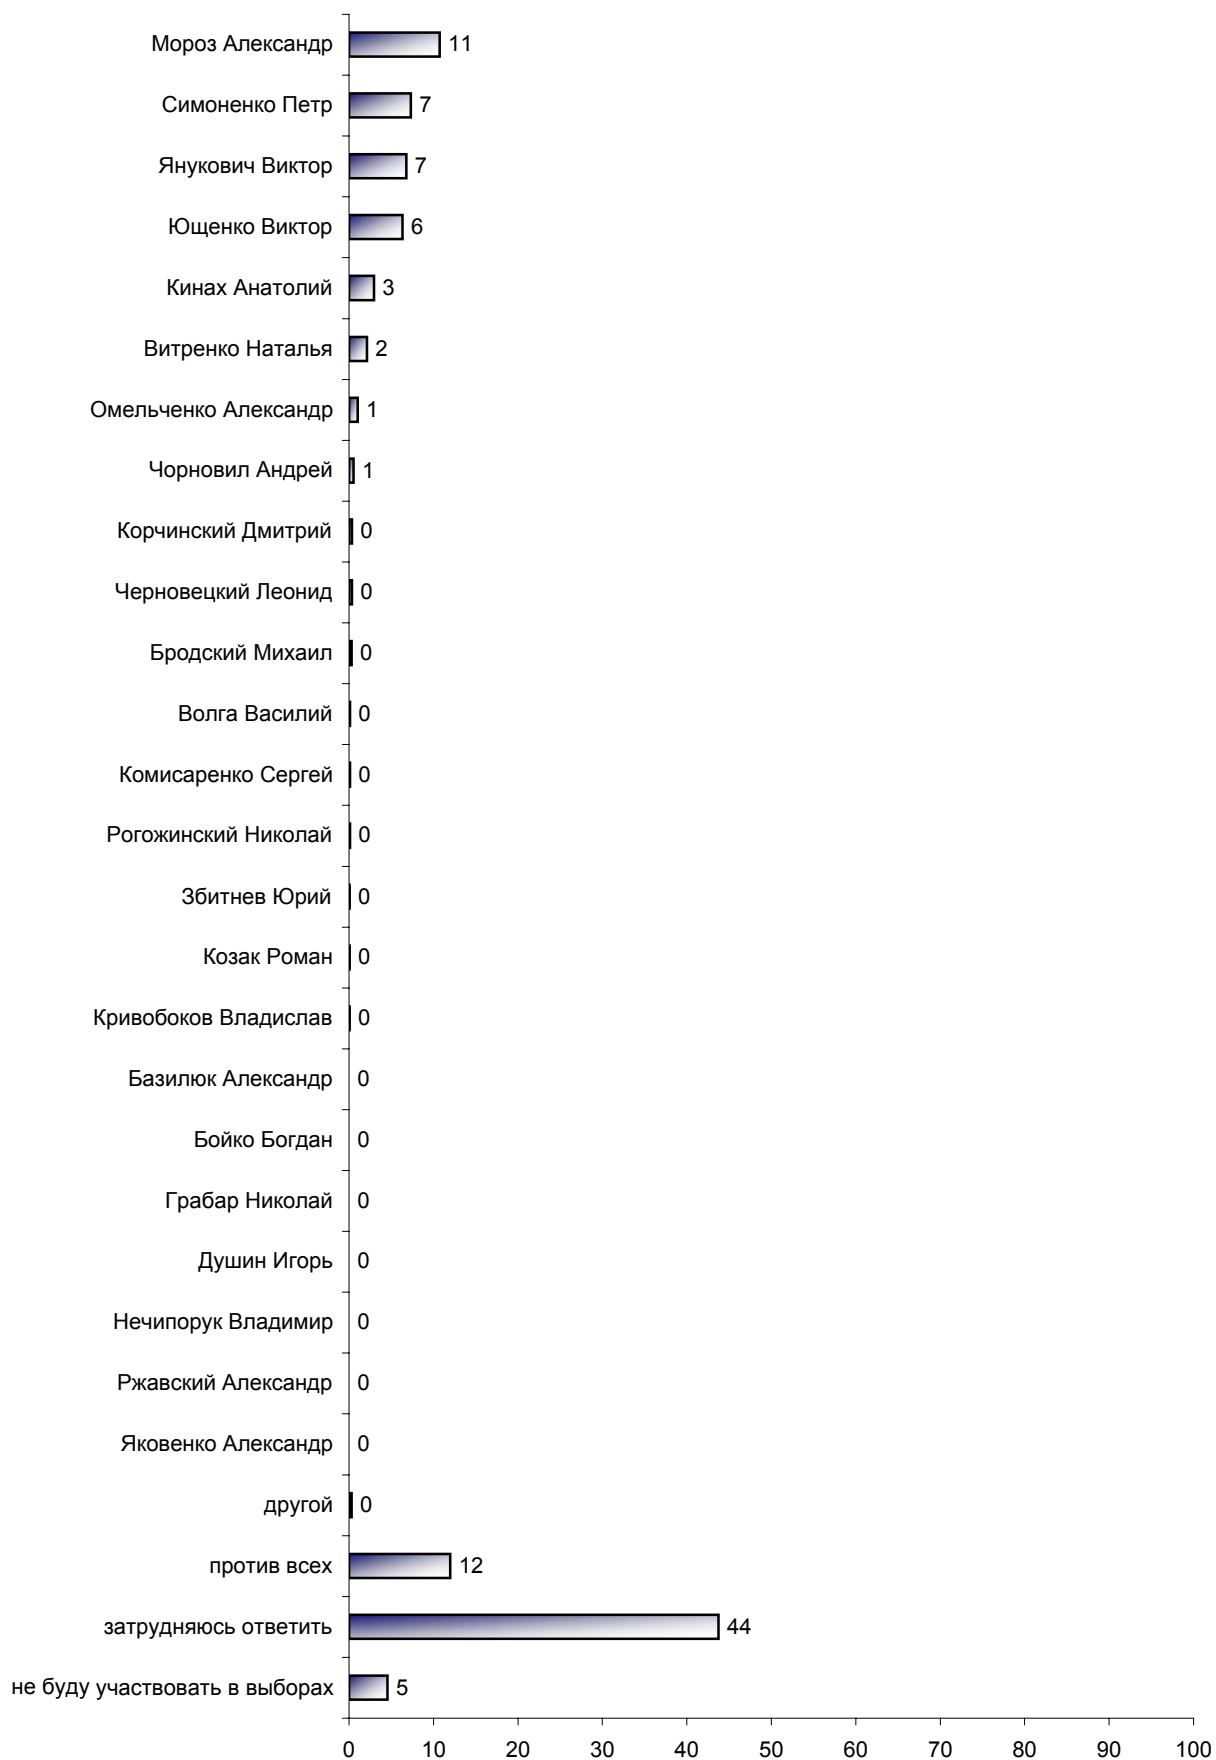 Мороз Александр 11
Симоненко Петр 7
Янукович Виктор 7
Ющенко Виктор 6
Кинах Анатолий 3
Витренко Наталья 2
Омельченко Александр 1
Чорновил Андрей 1
Корчинский Дмитрий 0
Черновецкий Леонид 0
Бродский Михаил 0
Волга Василий 0
Комисаренко Сергей 0
Рогожинский Николай 0
Збитнев Юрий 0
Козак Роман 0
Кривобоков Владислав 0
Базилюк Александр 0
Бойко Богдан 0
Грабар Николай 0
Душин Игорь 0
Нечипорук Владимир 0
Ржавский Александр 0
Яковенко Александр 0
другой 0
против всех 12
затрудняюсь ответить 44
не буду участвовать в выборах 5
0 10 20 30 40 50 60 70 80 90 100